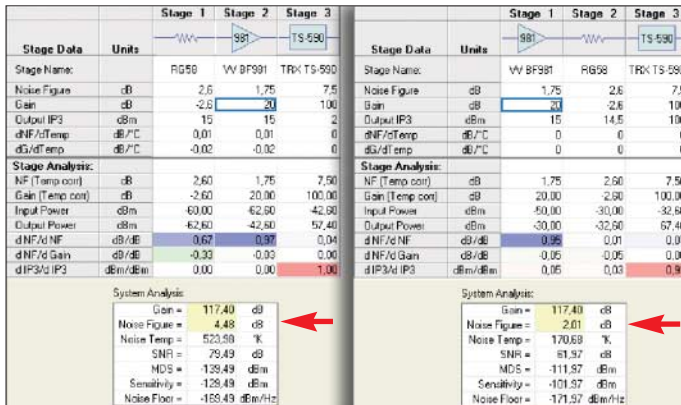 Stage 1 Stage 2 Stage 3
981 TS-590
Stage Data Units
Stage Name: RG58 VV BF981 TRX TS-590
Noise Figure dB 2,6 1,75 7,5
Gain dB -2,6 20 100
Output IP3 dBm 15 15 2
dNF/dTemp dB/°C 0,01 0,01 0
dG/dTemp dB/°C -0,02 -0,02 0
Stage Analysis:
NF (Temp corr) dB 2,60 1,75 7,50
Gain (Temp corr) dB -2,60 20,00 100,00
Input Power dBm -60,00 -62,60 -42,60
Output Power dBm -62,60 -42,60 57,40
d NF/d NF dB/dB 0,67 0,97 0,04
d NF/d Gain dB/dB -0,33 -0,03 0,00
d IP3/d IP3 dBm/dBm 0,00 0,00 1,00
System Analysis:
Gain = 117,40 dB
Noise Figure = 4,48 dB
Noise Temp = 523,98 °K
SNR = 79,49 dB
MDS = -139,49 dBm
Sensitivity = -129,49 dBm
Noise Floor = -169,49 dBm/Hz
Stage 1 Stage 2 Stage 3
981 TS-590
Stage Data Units
Stage Name: VV BF981 RG58 TRX TS-590
Noise Figure dB 1,75 2,6 7,5
Gain dB 20 -2,6 100
Output IP3 dBm 15 14,5 100
dNF/dTemp dB/°C 0 0 0
dG/dTemp dB/°C 0 0 0
Stage Analysis:
NF (Temp corr) dB 1,75 2,60 7,50
Gain (Temp corr) dB 20,00 -2,60 100,00
Input Power dBm -50,00 -30,00 -32,60
Output Power dBm -30,00 -32,60 67,40
d NF/d NF dB/dB 0,95 0,01
d NF/d Gain dB/dB -0,05 -0,05
d IP3/d IP3 dBm/dBm 0,05 0,03
System Analysis:
Gain = 117,40 dB
Noise Figure = 2,01 dB
Noise Temp = 170,68 °K
SNR = 61,97 dB
MDS = -111,97 dBm
Sensitivity = -101,97 dBm
Noise Floor = -171,97 dBm/Hz